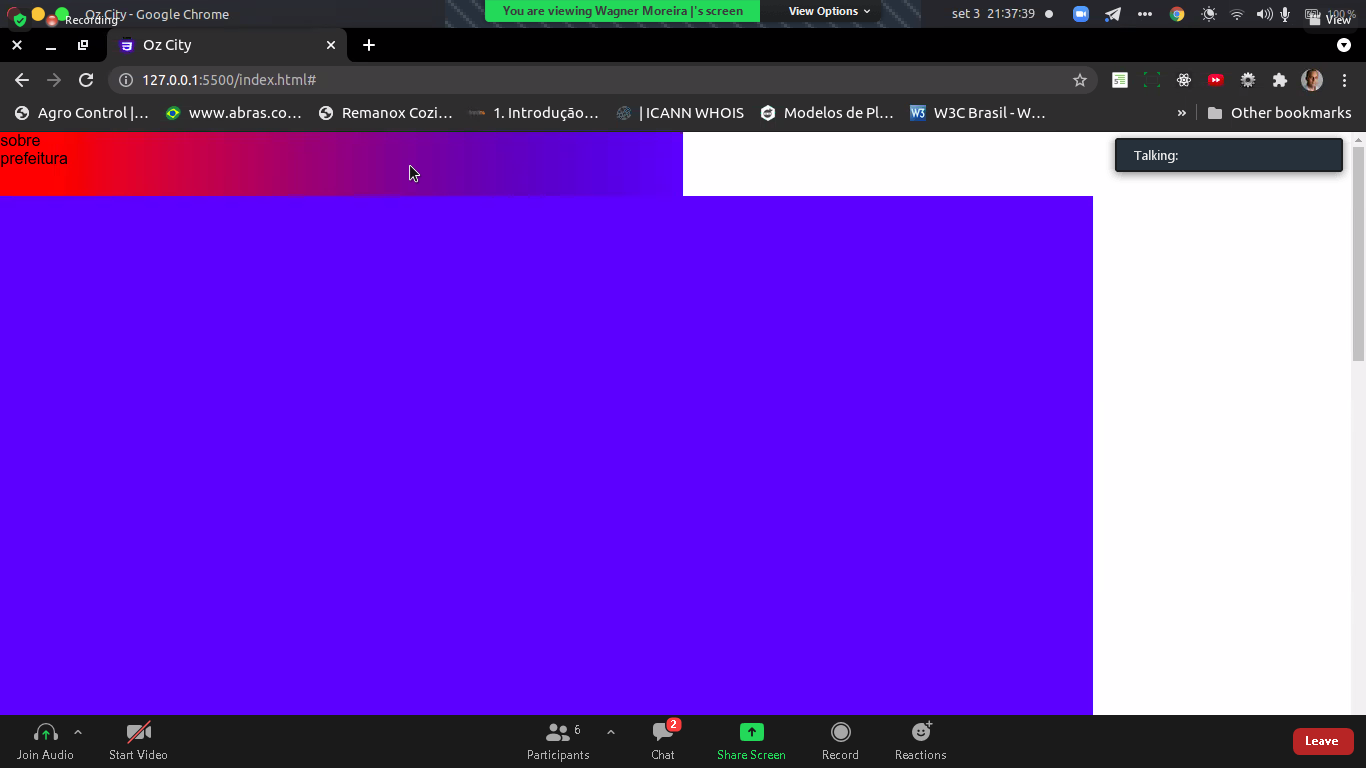 Oz City - Google Chrome
Recording
You are viewing Wagner Moreira |'s screen
View Options
set 3 21:37:39
100 %
View
Oz City
127.0.0.1:5500/index.html#
Agro Control |...
www.abras.co...
Remanox Cozi...
1. Introdução...
| ICANN WHOIS
Modelos de Pl...
W3 W3C Brasil - W...
»
Other bookmarks
sobre
prefeitura
Talking:
Join Audio
Start Video
Participants 6
Chat 2
Share Screen
Record
Reactions
Leave